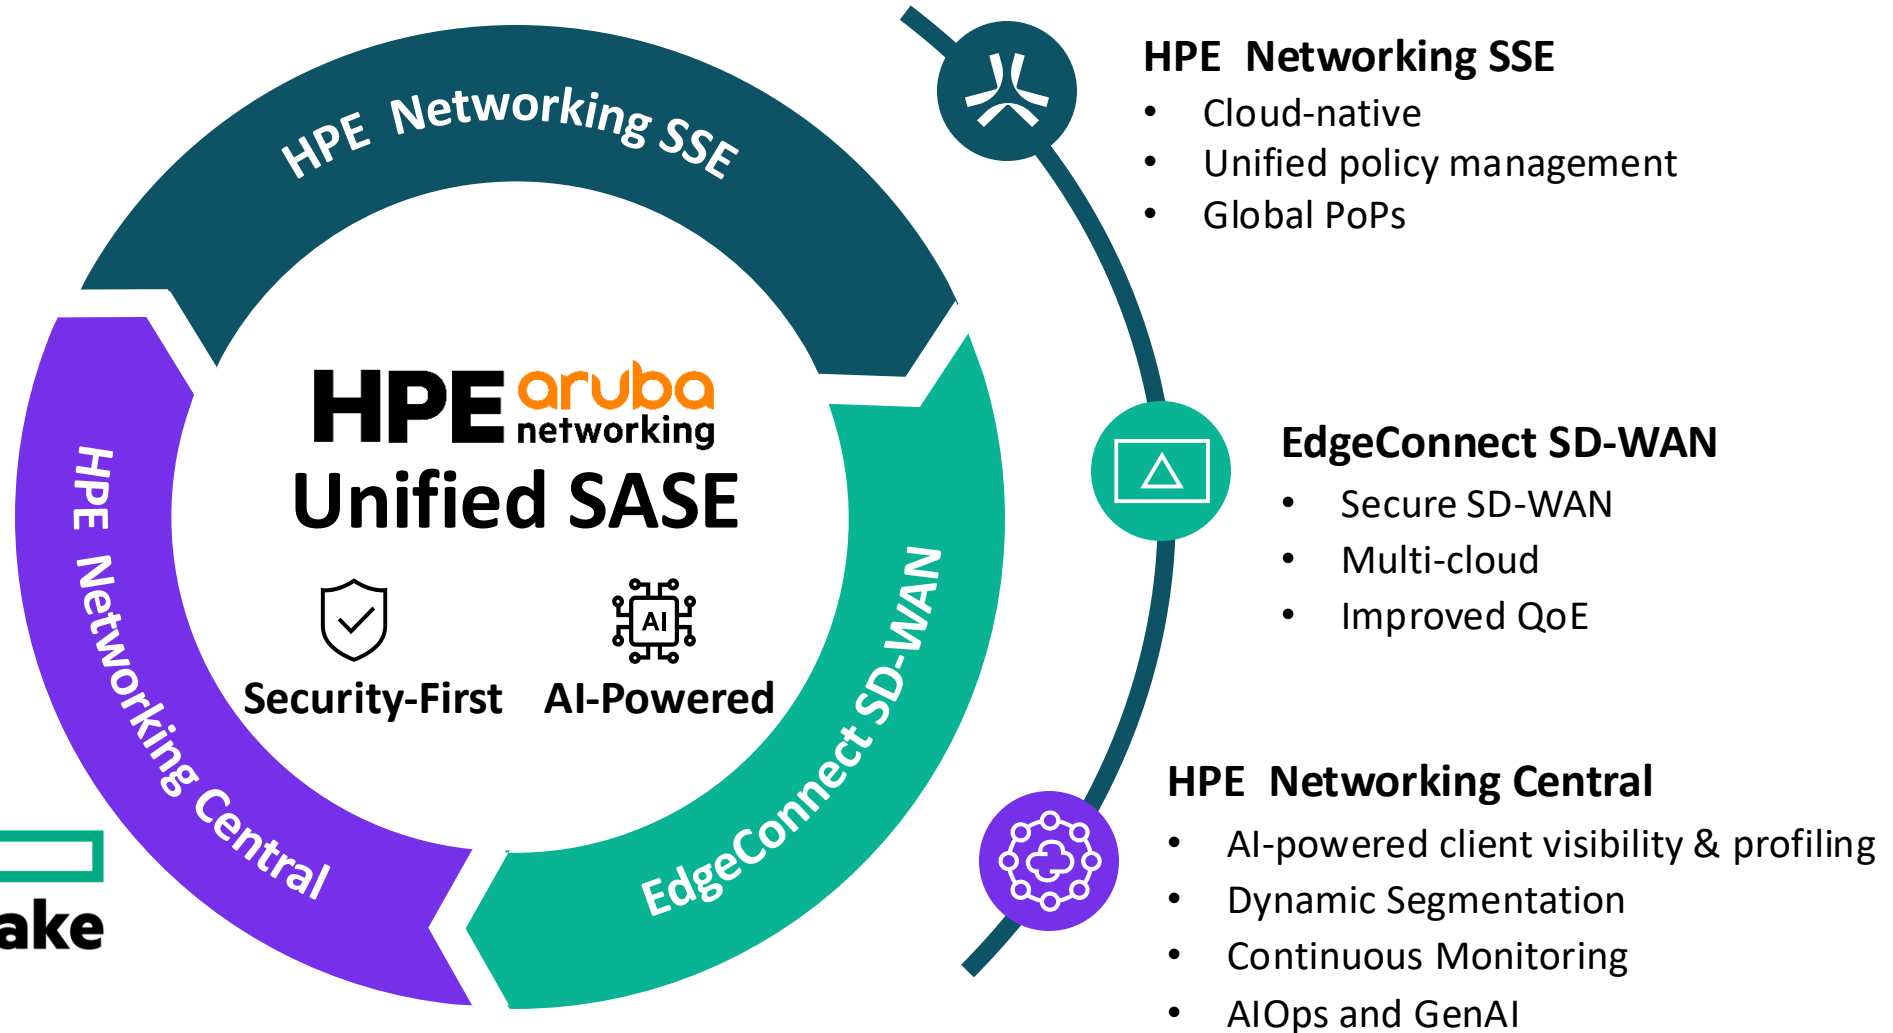 HPE Networking SSE
HPE Networking Central
EdgeConnect SD-WAN
HPE aruba
networking
Unified SASE
AI
Security-First
AI-Powered
ake
HPE Networking SSE
• Cloud-native
• Unified policy management
• Global PoPs
EdgeConnect SD-WAN
• Secure SD-WAN
• Multi-cloud
• Improved QoE
HPE Networking Central
• AI-powered client visibility & profiling
• Dynamic Segmentation
• Continuous Monitoring
• AIOps and GenAI